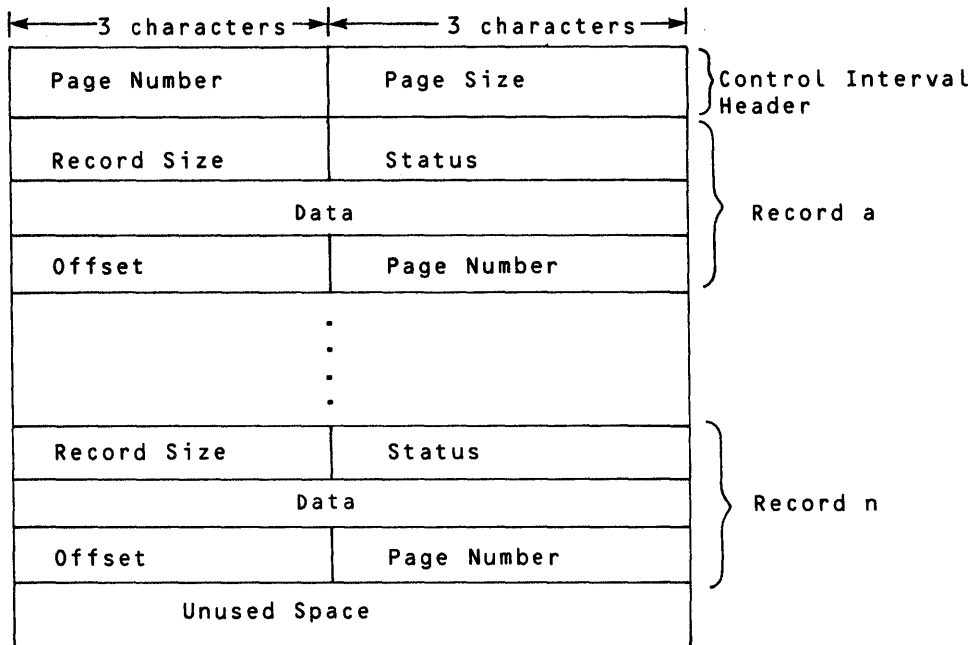 3 characters 3 characters
Page Number Page Size Control Interval
Header
Record Size Status
Data Record a
Offset Page Number
Record Size Status
Data Record n
Offset Page Number
Unused Space